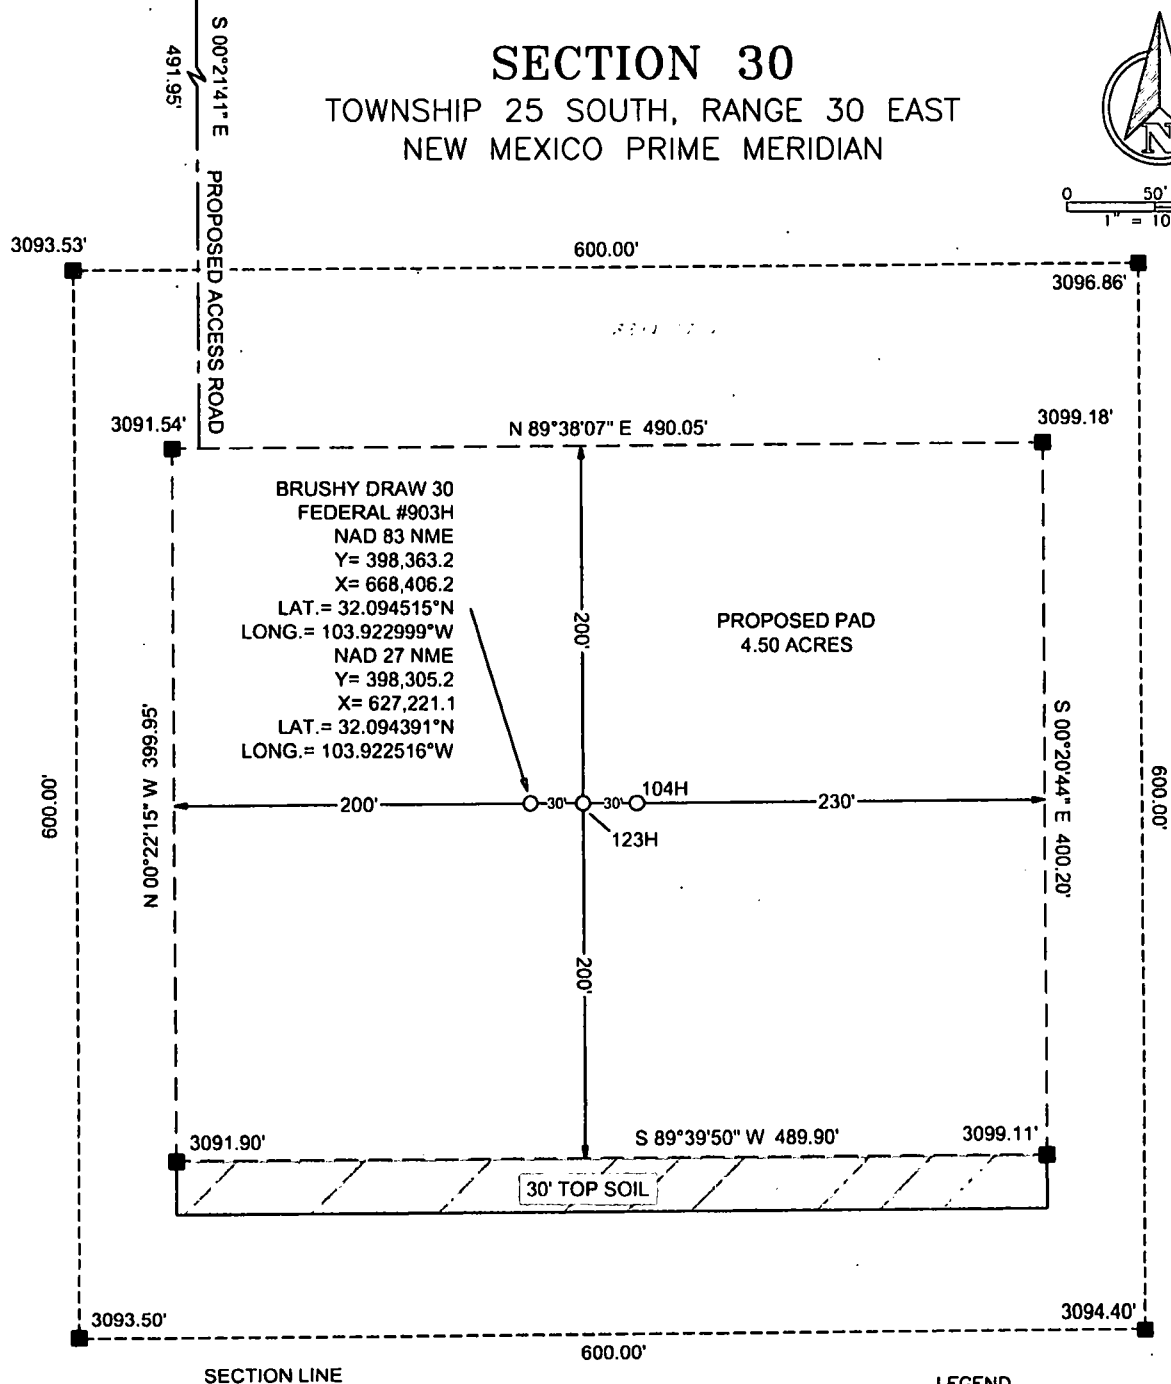 S 00°21'41" E
491.95'
PROPOSED ACCESS ROAD
SECTION 30
TOWNSHIP 25 SOUTH, RANGE 30 EAST
NEW MEXICO PRIME MERIDIAN
N
0 50'
1" = 10
3093.53'
600.00'
3096.86'
3091.54'
N 89°38'07" E 490.05'
3099.18'
BRUSHY DRAW 30
FEDERAL #903H
NAD 83 NME
Y= 398,363.2
X= 668,406.2
LAT.= 32.094515°N
LONG.= 103.922999°W
NAD 27 NME
Y= 398,305.2
X= 627,221.1
LAT.= 32.094391°N
LONG.= 103.922516°W
200'
PROPOSED PAD
4.50 ACRES
600.00'
N 00°22'15" W 399.95'
200'
30'
30'
104H
123H
230'
S 00°20'44" E 400.20'
600.00'
200'
3091.90'
S 89°39'50" W 489.90'
3099.11'
30' TOP SOIL
3093.50'
600.00'
3094.40'
SECTION LINE
LEGEND